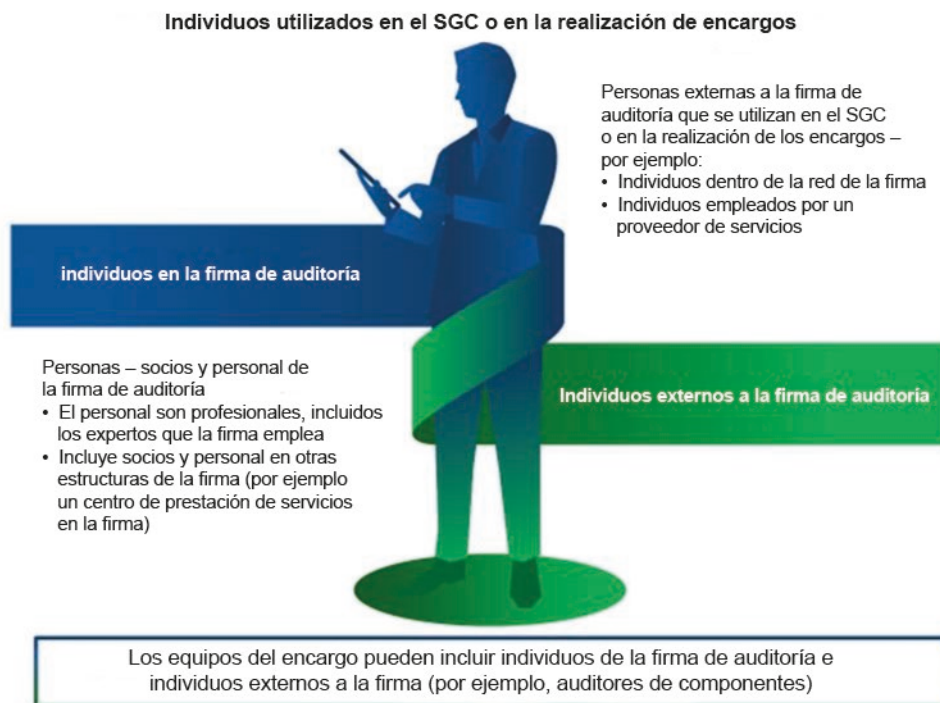 Individuos utilizados en el SGC o en la realización de encargos
Personas externas a la firma de
auditoría que se utilizan en el SGC
o en la realización de los encargos –
por ejemplo:
• Individuos dentro de la red de la firma
• Individuos empleados por un
proveedor de servicios
individuos en la firma de auditoría
Personas – socios y personal de
la firma de auditoría
• El personal son profesionales, incluidos
los expertos que la firma emplea
• Incluye socios y personal en otras
estructuras de la firma (por ejemplo
un centro de prestación de servicios
en la firma)
Individuos externos a la firma de auditoria
Los equipos del encargo pueden incluir individuos de la firma de auditoría e
individuos externos a la firma (por ejemplo, auditores de componentes)